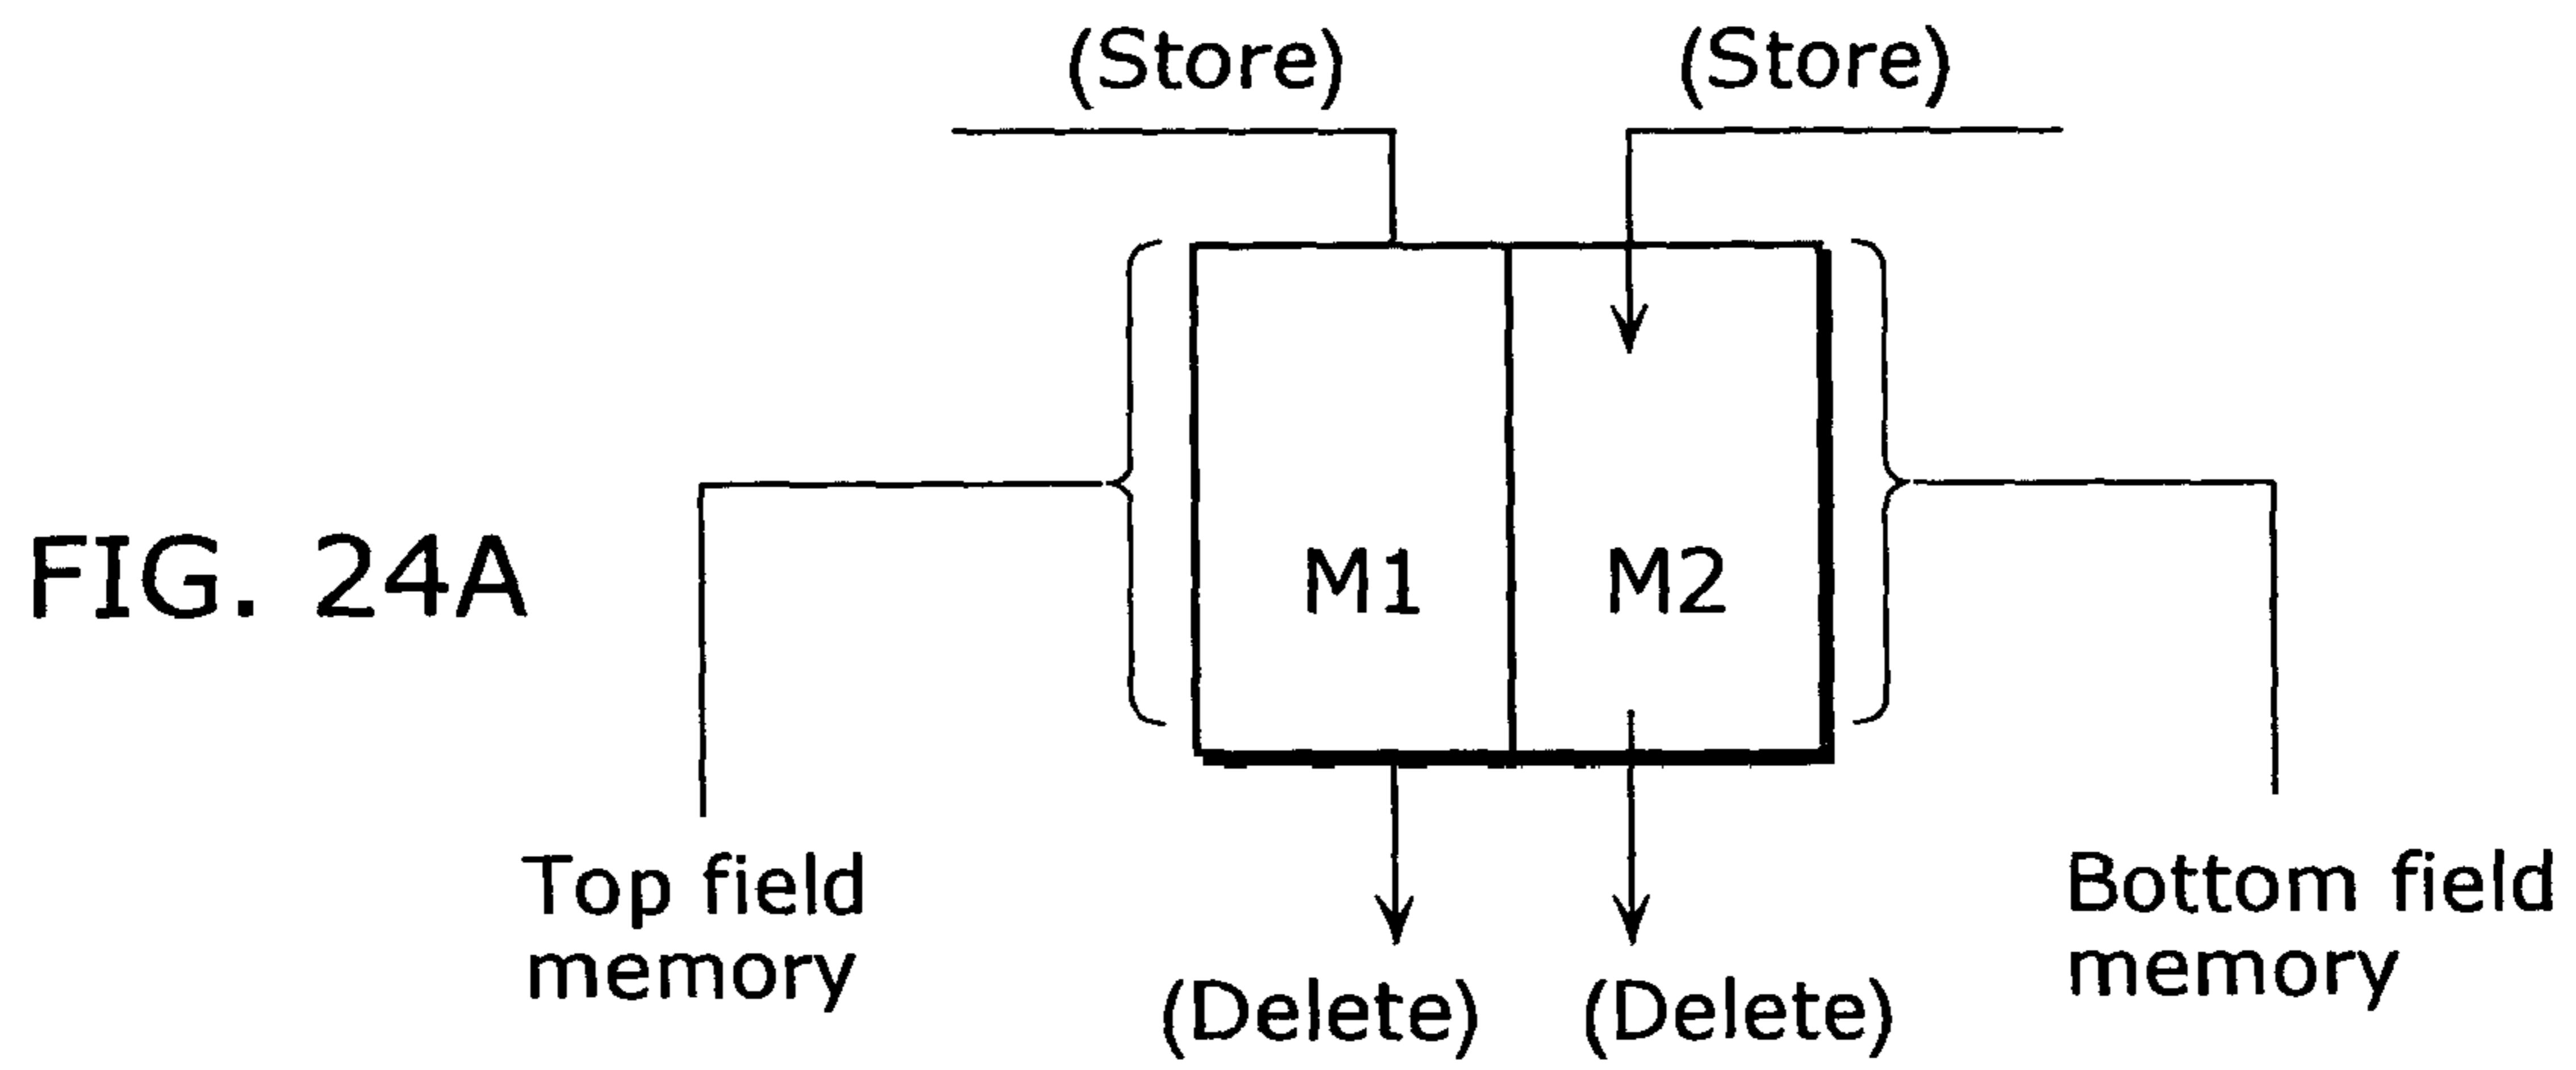 (Store) (Store)
FIG. 24A
M1 M2
Top field
memory
Bottom field
memory
(Delete) (Delete)